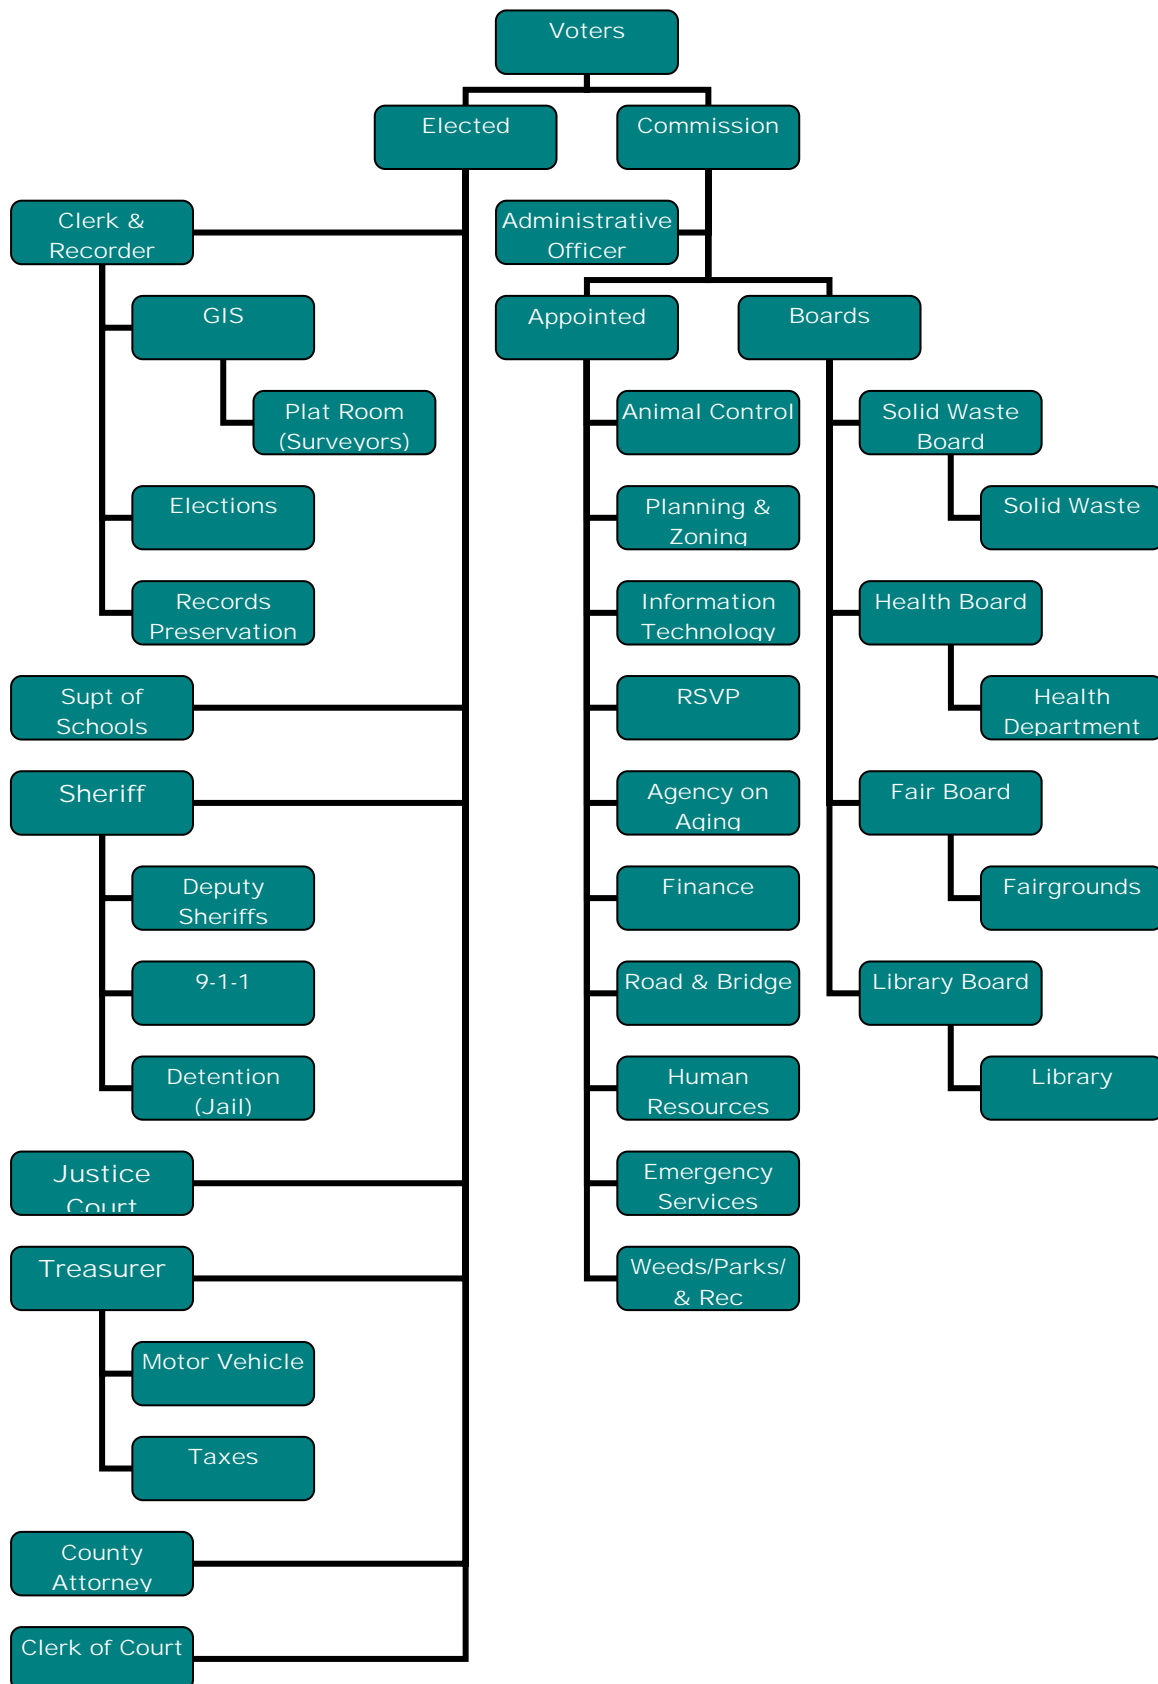 Voters
Elected
Commission
Clerk &
Recorder
Administrative
Officer
GIS
Appointed
Boards
Plat Room
(Surveyors)
Animal Control
Solid Waste
Board
Elections
Planning &
Zoning
Solid Waste
Records
Preservation
Information
Technology
Health Board
Supt of
Schools
RSVP
Health
Department
Sheriff
Agency on
Aging
Fair Board
Deputy
Sheriffs
Finance
Fairgrounds
9-1-1
Road & Bridge
Library Board
Detention
(Jail)
Human
Resources
Library
Justice
Court
Emergency
Services
Treasurer
Weeds/Parks/
& Rec
Motor Vehicle
Taxes
County
Attorney
Clerk of Court